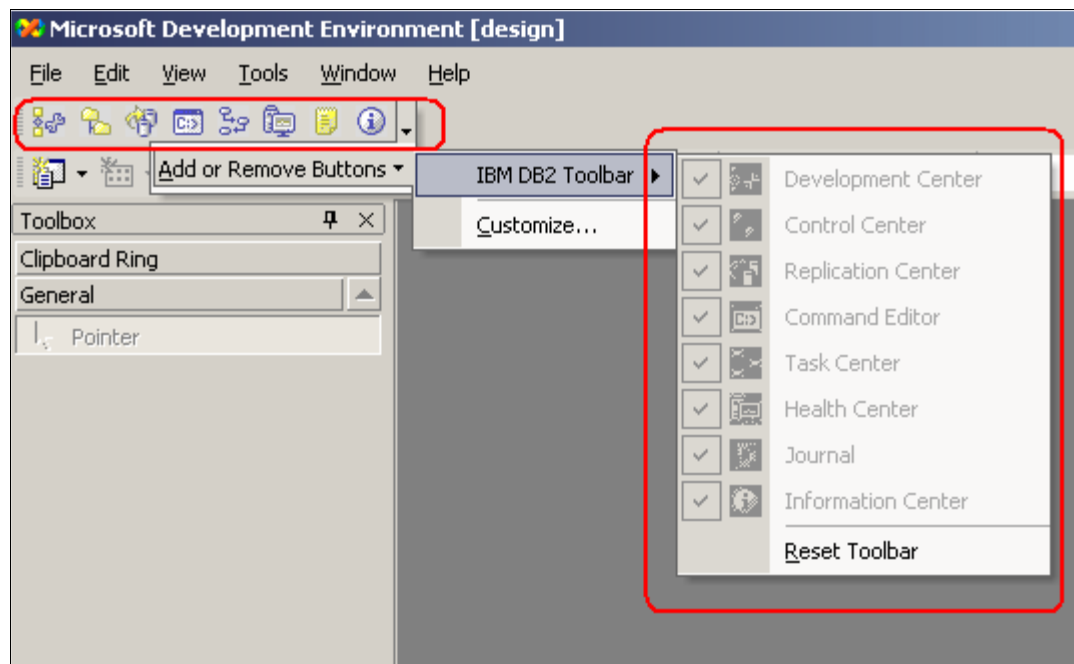 Microsoft Development Environment [design]
File Edit View Tools Window Help
C:>
Add or Remove Buttons
IBM DB2 Toolbar
Customize...
Development Center
Control Center
Replication Center
C:> Command Editor
Task Center
Health Center
Journal
Information Center
Reset Toolbar
Toolbox
Clipboard Ring
General
Pointer